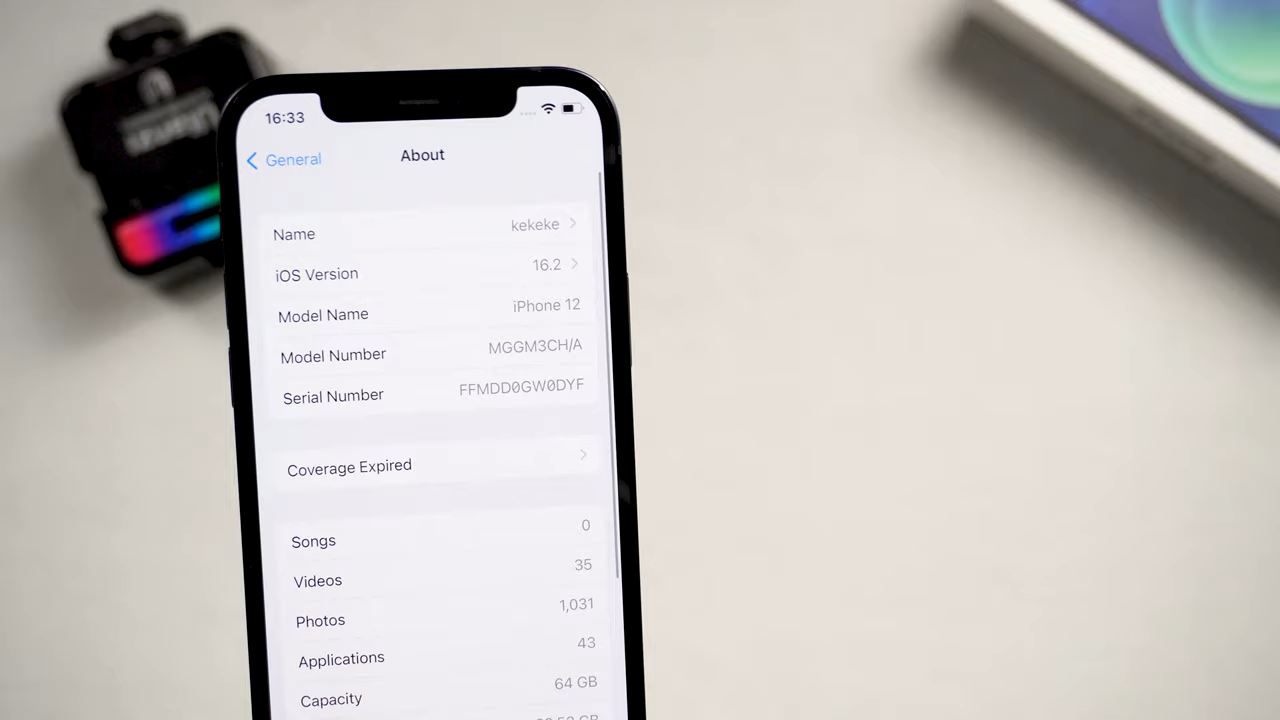 16:33
General
About
Name kekeke
iOS Version 16.2
Model Name iPhone 12
Model Number MGGM3CH/A
Serial Number FFMDD0GW0DYF
Coverage Expired
Songs 0
Videos 35
Photos 1,031
Applications 43
Capacity 64 GB
Ulanzi